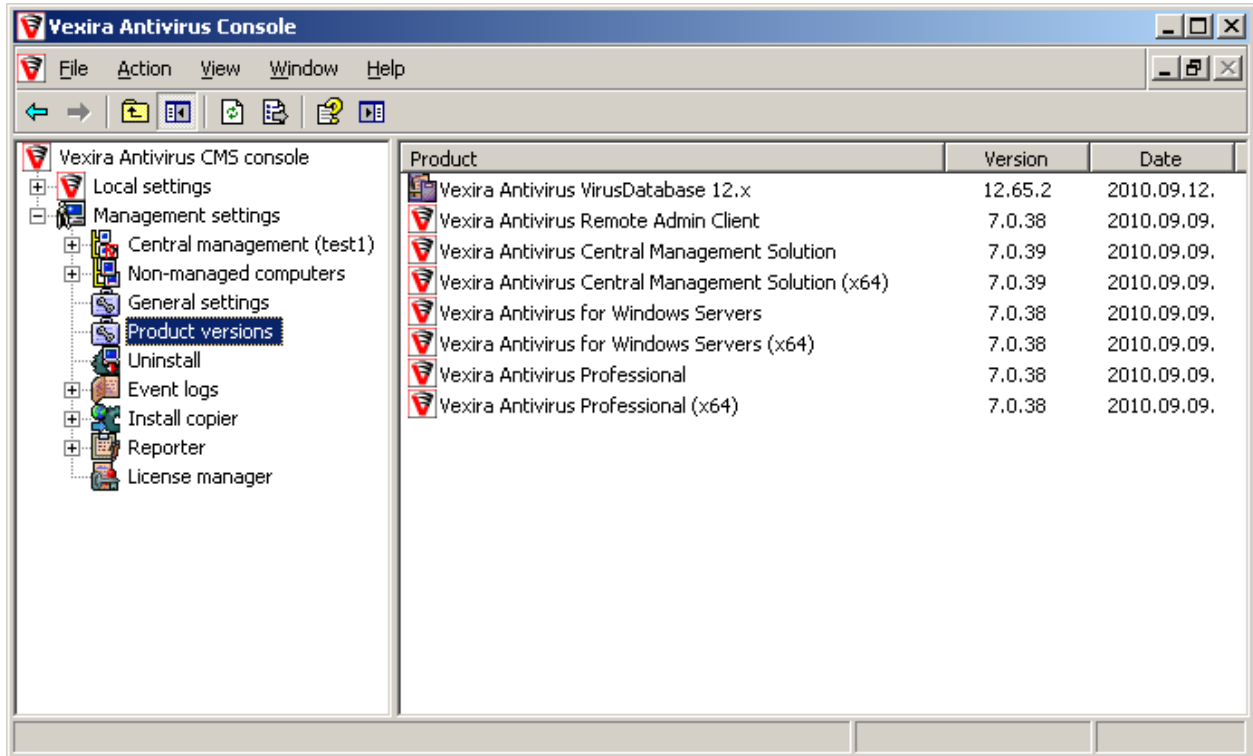 Vexira Antivirus Console
File Action View Window Help
Vexira Antivirus CMS console
Local settings
Management settings
Central management (test1)
Non-managed computers
General settings
Product versions
Uninstall
Event logs
Install copier
Reporter
License manager
Product Version Date
Vexira Antivirus VirusDatabase 12.x 12.65.2 2010.09.12.
Vexira Antivirus Remote Admin Client 7.0.38 2010.09.09.
Vexira Antivirus Central Management Solution 7.0.39 2010.09.09.
Vexira Antivirus Central Management Solution (x64) 7.0.39 2010.09.09.
Vexira Antivirus for Windows Servers 7.0.38 2010.09.09.
Vexira Antivirus for Windows Servers (x64) 7.0.38 2010.09.09.
Vexira Antivirus Professional 7.0.38 2010.09.09.
Vexira Antivirus Professional (x64) 7.0.38 2010.09.09.